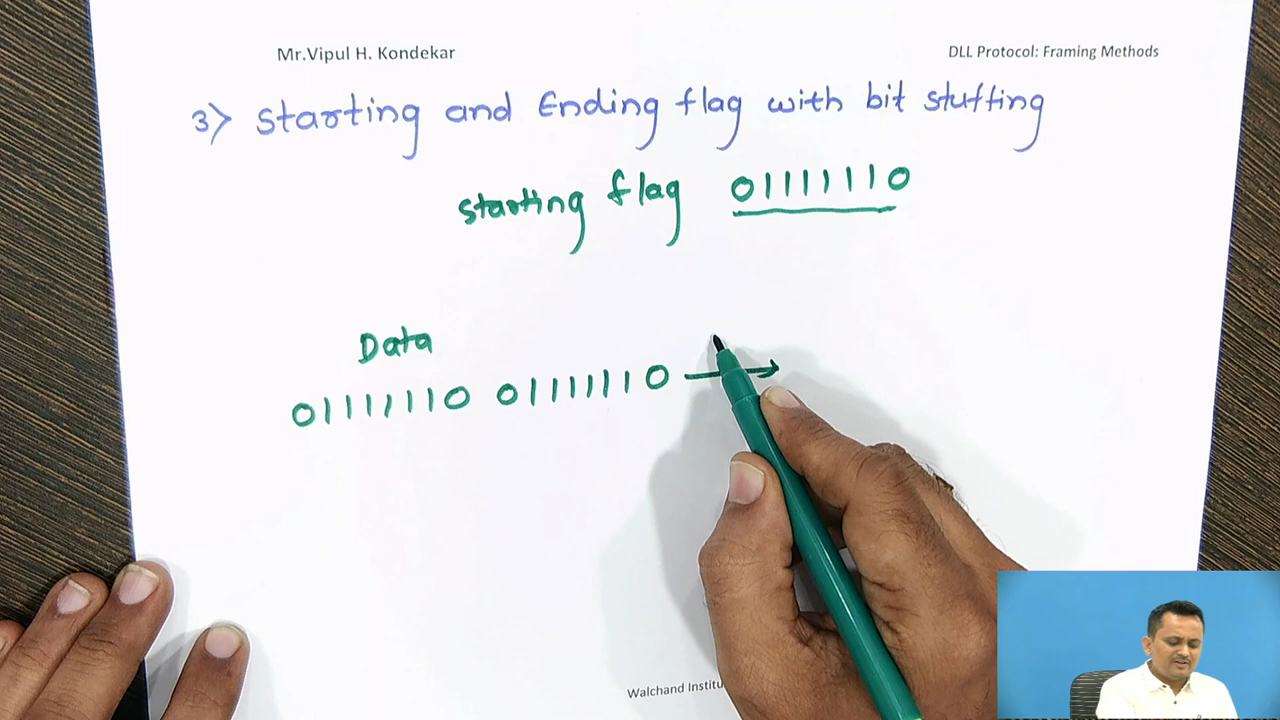 Mr.Vipul H. Kondekar
DLL Protocol: Framing Methods
3> Starting and Ending flag with bit stuffing
starting flag 01111110
Data
01111110 01111110
Walchand